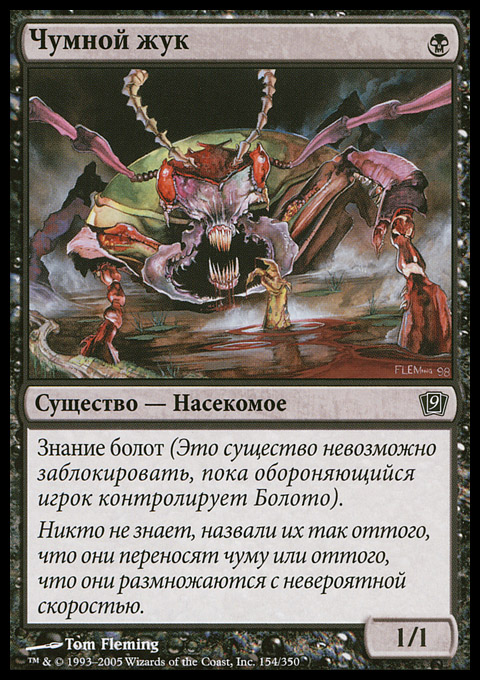 Чумной жук
FLEMing 98
Существо — Насекомое
9
Знание болот (Это существо невозможно
заблокировать, пока обороняющийся
игрок контролирует Болото).
Никто не знает, назвали их так оттого,
что они переносят чуму или оттого,
что они размножаются с невероятной
скоростью.
Tom Fleming
1/1
™ & © 1993–2005 Wizards of the Coast, Inc. 154/350